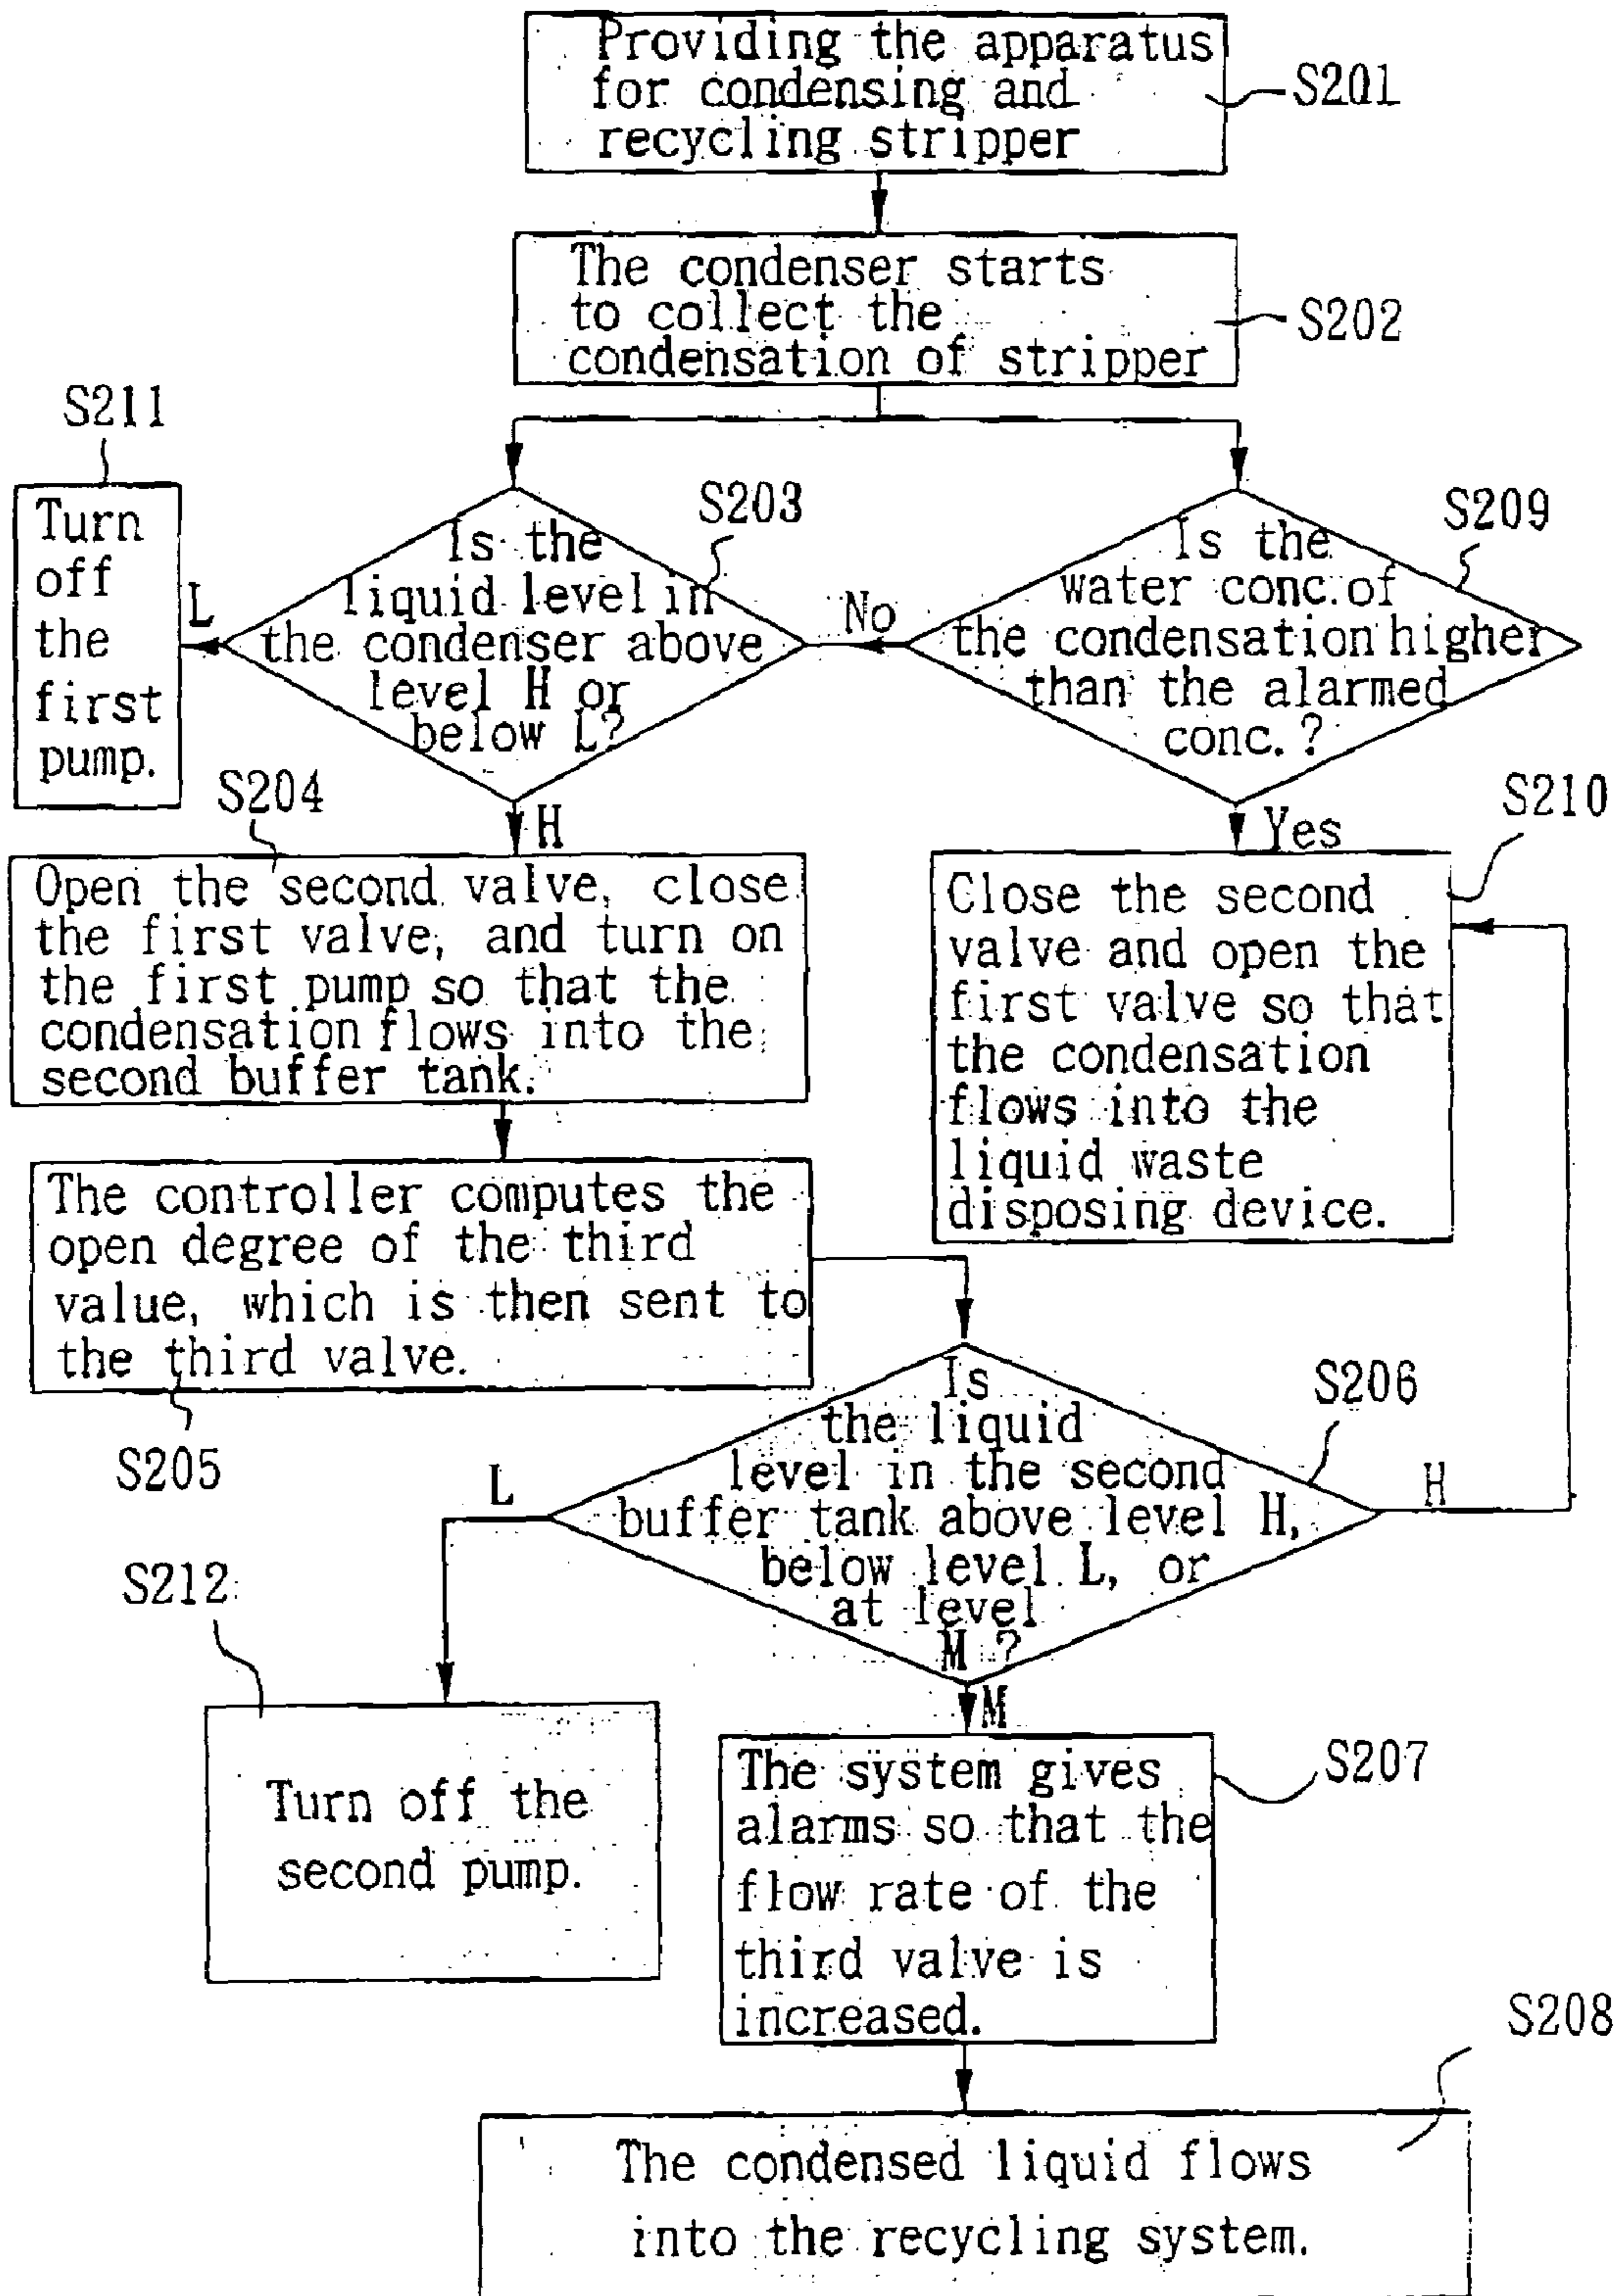 Providing the apparatus
for condensing and
recycling stripper
S201
The condenser starts
to collect the
condensation of stripper
S202
S211
Turn
off
the
first
pump.
L
S203
Is the
liquid level in
the condenser above
level H or
below L?
No
S209
Is the
water conc. of
the condensation higher
than the alarmed
conc. ?
H
Yes
S204
Open the second valve, close
the first valve, and turn on
the first pump so that the
condensation flows into the
second buffer tank.
S210
Close the second
valve and open the
first valve so that
the condensation
flows into the
liquid waste
disposing device.
The controller computes the
open degree of the third
value, which is then sent to
the third valve.
S205
S206
Is
the liquid
level in the second
buffer tank above level H,
below level L, or
at level
M ?
L
H
M
S212
Turn off the
second pump.
S207
The system gives
alarms so that the
flow rate of the
third valve is
increased.
S208
The condensed liquid flows
into the recycling system.